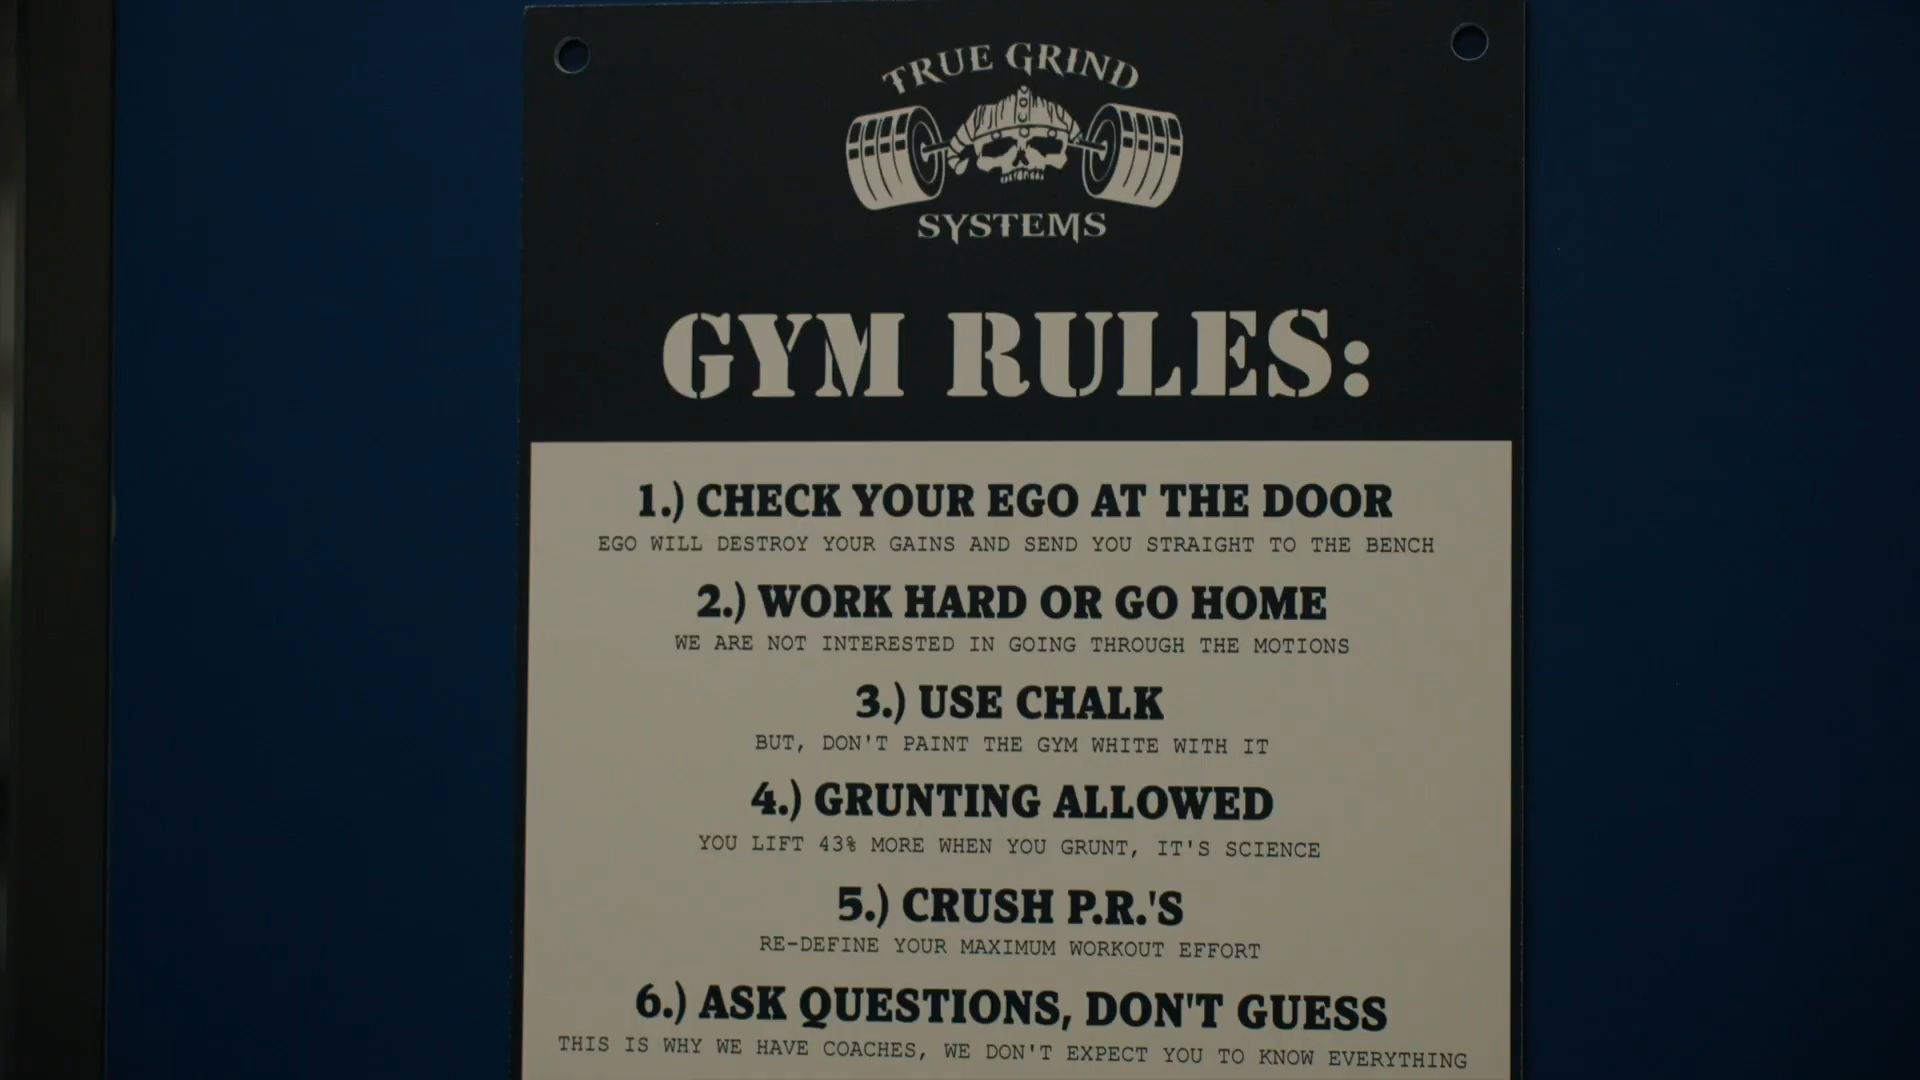 TRUE GRIND
SYSTEMS
GYM RULES:
1.) CHECK YOUR EGO AT THE DOOR
EGO WILL DESTROY YOUR GAINS AND SEND YOU STRAIGHT TO THE BENCH
2.) WORK HARD OR GO HOME
WE ARE NOT INTERESTED IN GOING THROUGH THE MOTIONS
3.) USE CHALK
BUT, DON'T PAINT THE GYM WHITE WITH IT
4.) GRUNTING ALLOWED
YOU LIFT 43% MORE WHEN YOU GRUNT, IT'S SCIENCE
5.) CRUSH P.R.'S
RE-DEFINE YOUR MAXIMUM WORKOUT EFFORT
6.) ASK QUESTIONS, DON'T GUESS
THIS IS WHY WE HAVE COACHES, WE DON'T EXPECT YOU TO KNOW EVERYTHING